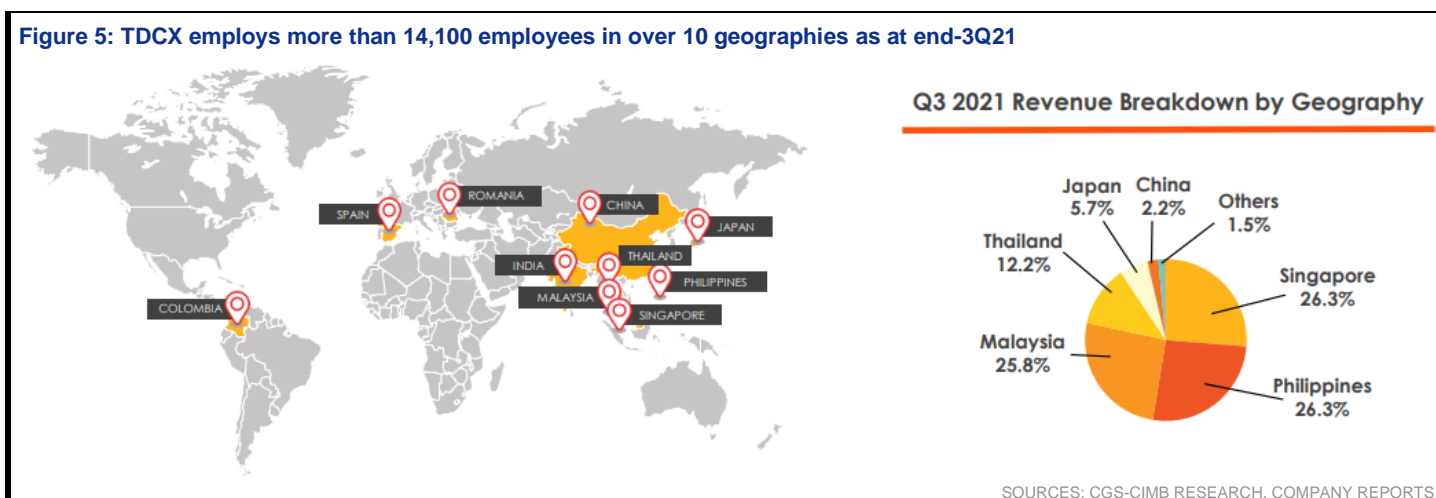 Figure 5: TDCX employs more than 14,100 employees in over 10 geographies as at end-3Q21
ROMANIA
SPAIN
CHINA
JAPAN
INDIA
THAILAND
PHILIPPINES
MALAYSIA
SINGAPORE
COLOMBIA
Q3 2021 Revenue Breakdown by Geography
Japan
5.7%
China
2.2%
Others
1.5%
Thailand
12.2%
Singapore
26.3%
Malaysia
25.8%
Philippines
26.3%
SOURCES: CGS-CIMB RESEARCH, COMPANY REPORTS